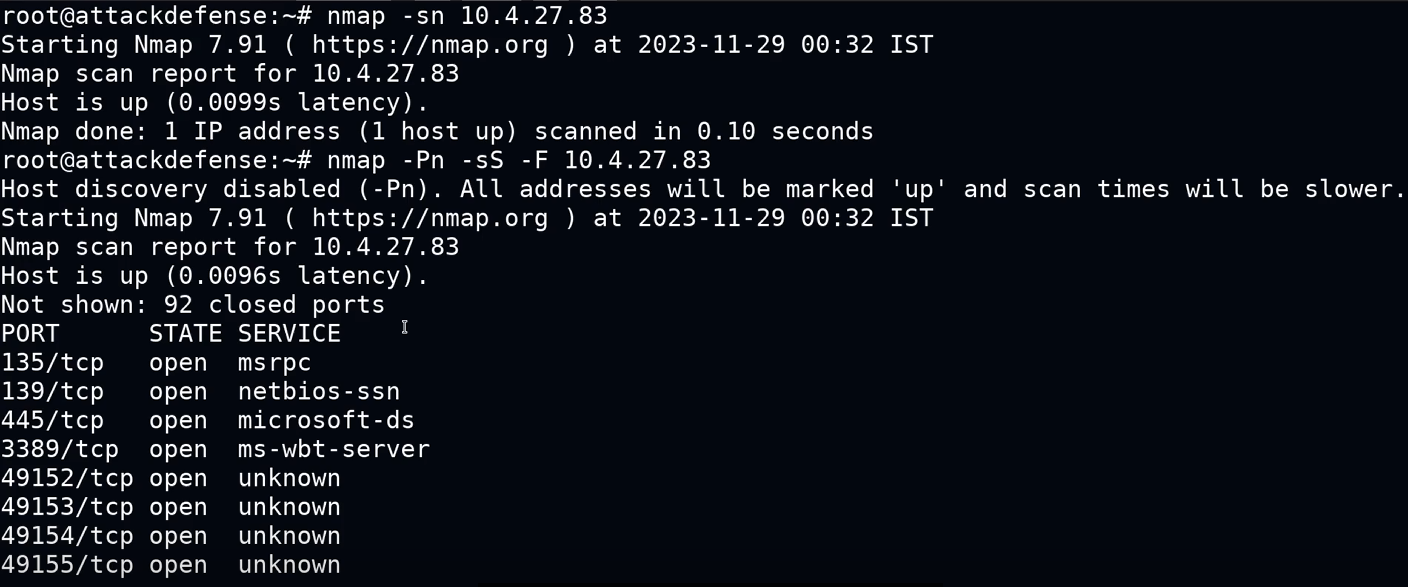 root@attackdefense:~# nmap -sn 10.4.27.83
Starting Nmap 7.91 ( https://nmap.org ) at 2023-11-29 00:32 IST
Nmap scan report for 10.4.27.83
Host is up (0.0099s latency).
Nmap done: 1 IP address (1 host up) scanned in 0.10 seconds
root@attackdefense:~# nmap -Pn -sS -F 10.4.27.83
Host discovery disabled (-Pn). All addresses will be marked 'up' and scan times will be slower.
Starting Nmap 7.91 ( https://nmap.org ) at 2023-11-29 00:32 IST
Nmap scan report for 10.4.27.83
Host is up (0.0096s latency).
Not shown: 92 closed ports
PORT      STATE SERVICE
135/tcp   open  msrpc
139/tcp   open  netbios-ssn
445/tcp   open  microsoft-ds
3389/tcp  open  ms-wbt-server
49152/tcp open  unknown
49153/tcp open  unknown
49154/tcp open  unknown
49155/tcp open  unknown